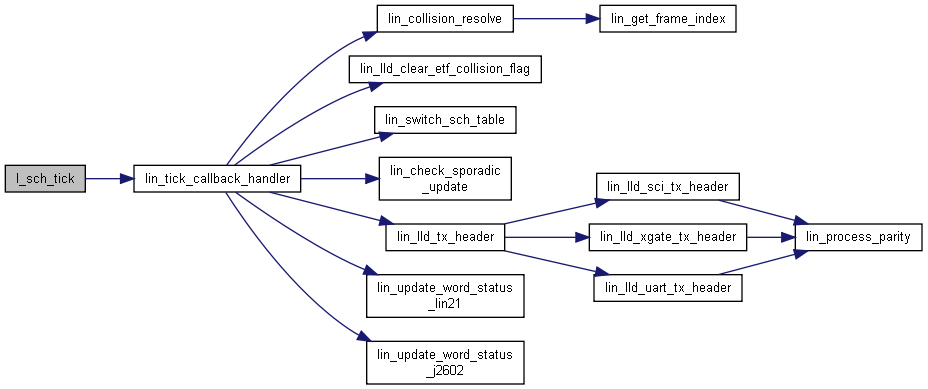 l_sch_tick
lin_tick_callback_handler
lin_collision_resolve
lin_get_frame_index
lin_lld_clear_etf_collision_flag
lin_switch_sch_table
lin_check_sporadic
_update
lin_lld_tx_header
lin_lld_sci_tx_header
lin_lld_xgate_tx_header
lin_lld_uart_tx_header
lin_process_parity
lin_update_word_status
_lin21
lin_update_word_status
_j2602